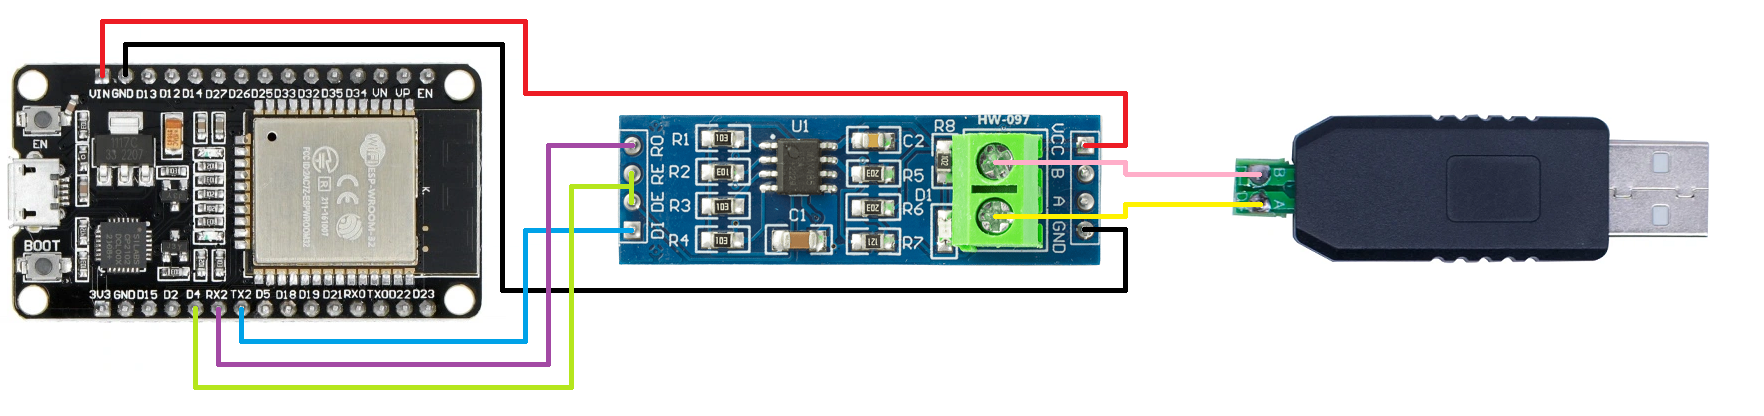 VIN GND D13 D12 D14 D27 D26 D25 D33 D32 D35 D34 VN VP EN
EN
BOOT
WiFi
ESP-WROOM-32
CE
R
3V3 GND D15 D2 D4 RX2 TX2 D5 D18 D19 D21 RX0 TX0 D22 D23
HW-097
RO
RE
DE
DI
R1
103
R2
R3
103
R4
103
U1
C1
C2
R5
R6
R7
121
R8
D1
VCC
B
A
GND
B
A